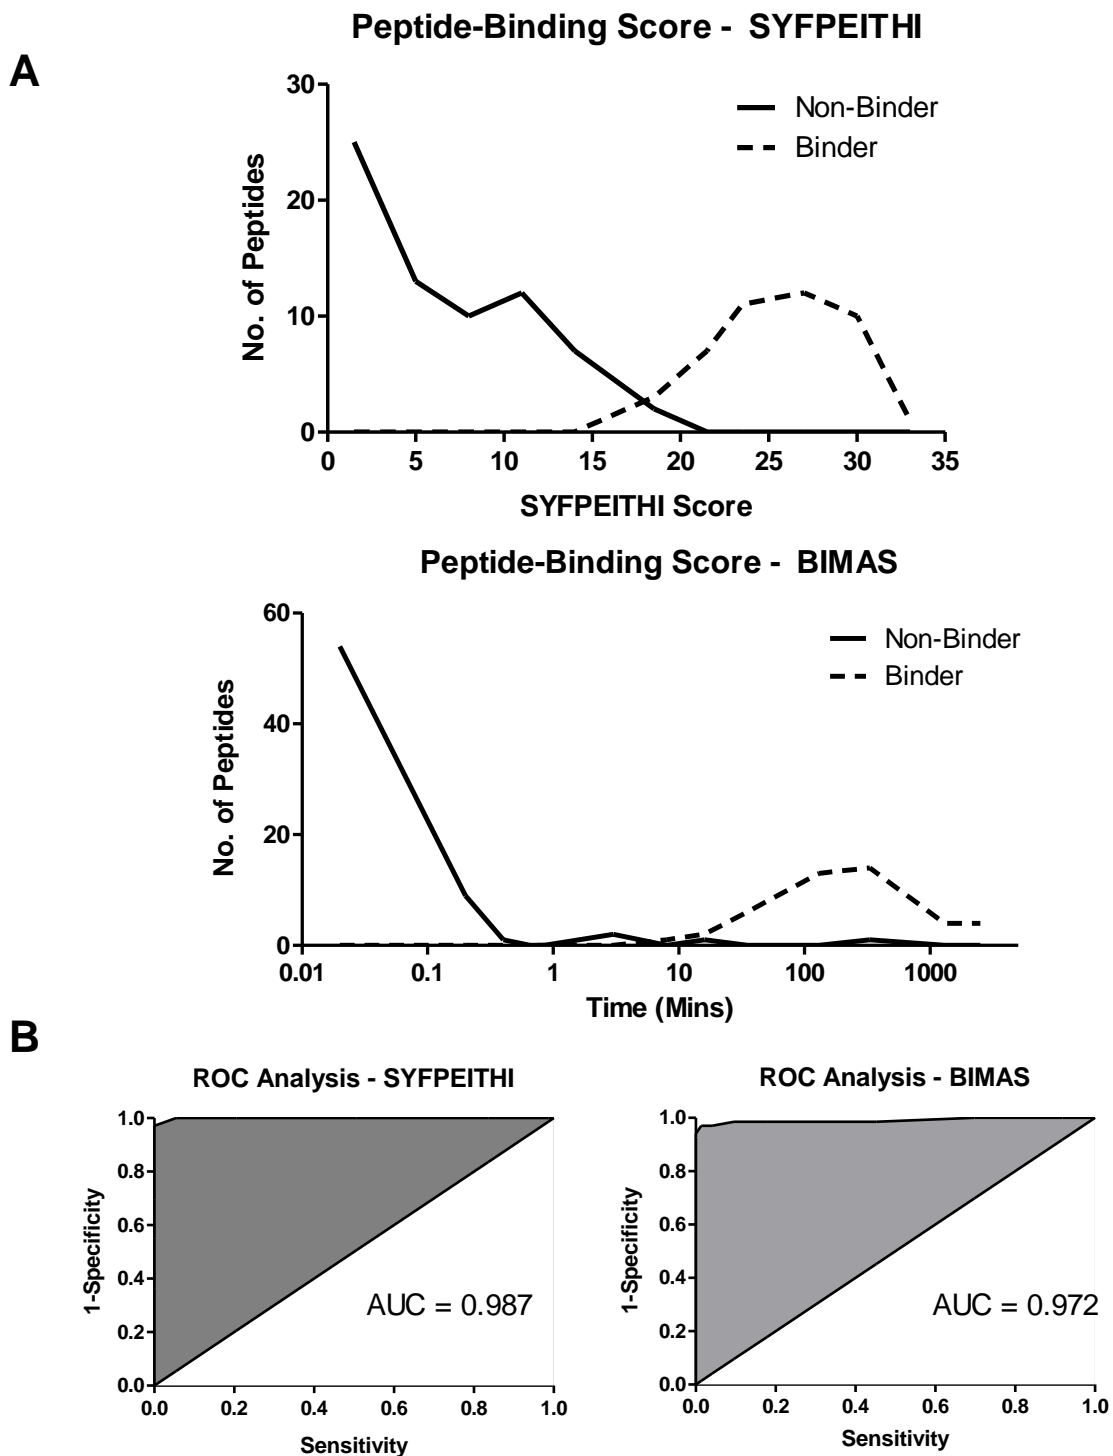 Peptide-Binding Score - SYFPEITHI
A
30
20
10
0
No. of Peptides
Non-Binder
Binder
0 5 10 15 20 25 30 35
SYFPEITHI Score
Peptide-Binding Score - BIMAS
60
40
20
0
No. of Peptides
Non-Binder
Binder
0.01 0.1 1 10 100 1000
Time (Mins)
B
ROC Analysis - SYFPEITHI
1.0
0.8
0.6
0.4
0.2
0.0
1-Specificity
AUC = 0.987
0.0 0.2 0.4 0.6 0.8 1.0
Sensitivity
ROC Analysis - BIMAS
1.0
0.8
0.6
0.4
0.2
0.0
1-Specificity
AUC = 0.972
0.0 0.2 0.4 0.6 0.8 1.0
Sensitivity